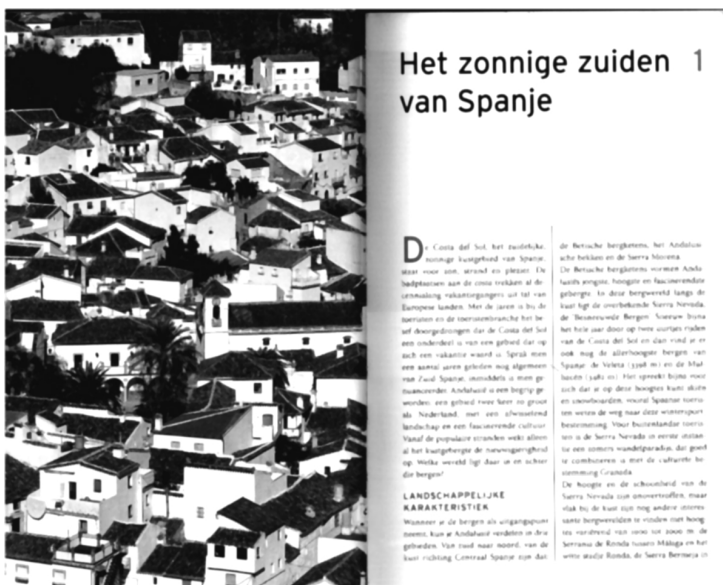 Het zonnige zuiden 1
van Spanje
De Costa del Sol, het zuidelijke,
zonnige kustgebied van Spanje,
staat voor zon, strand en plezier. De
badplaatsen aan de costa trekken al de-
cennialang vakantiegangers uit tal van
Europese landen. Met de jaren is bij de
toeristen en de toeristenbranche het be-
sef doorgedrongen dat de Costa del Sol
een onderdeel is van een gebied dat op
zich een vakantie waard is. Sprak men
een aantal jaren geleden nog algemeen
van Zuid-Spanje, inmiddels is men ge-
nuanceerder. Andalusië is een begrip ge-
worden: een gebied twee keer zo groot
als Nederland, met een afwisselend
landschap en een fascinerende cultuur.
Vanaf de populaire stranden wekt alleen
al het kustgebergte de nieuwsgierigheid
op. Welke wereld ligt daar in en achter
die bergen?
LANDSCHAPPELIJKE
KARAKTERISTIEK
Wanneer je de bergen als uitgangspunt
neemt, kun je Andalusië verdelen in drie
gebieden. Van zuid naar noord, van de
kust richting Centraal Spanje zijn dat
de Betische bergketens, het Andalusi-
sche bekken en de Sierra Morena.
De Betische bergketens vormen Anda-
lusiës jongste, hoogste en fascinerendste
gebergte. In deze bergwereld langs de
kust ligt de overbekende Sierra Nevada,
de 'Besneeuwde Bergen'. Sneeuw bijna
het hele jaar door op twee uurtjes rijden
van de Costa del Sol en dan vind je er
ook nog de allerhoogste bergen van
Spanje: de Veleta (3398 m) en de Mul-
hacén (3482 m). Het spreekt bijna voor
zich dat je op deze hoogtes kunt skiën
en snowboarden, vooral Spaanse toeris-
ten weten de weg naar deze wintersport-
bestemming. Voor buitenlandse toeris-
ten is de Sierra Nevada in eerste instan-
tie een zomers wandelparadijs, dat goed
te combineren is met de culturele be-
stemming Granada.
De hoogte en de schoonheid van de
Sierra Nevada zijn onovertroffen, maar
vlak bij de kust zijn nog andere interes-
sante bergwerelden te vinden met hoog-
tes variërend van 1000 tot 2000 m: de
Serranía de Ronda tussen Málaga en het
witte stadje Ronda, de Sierra Bermeja in